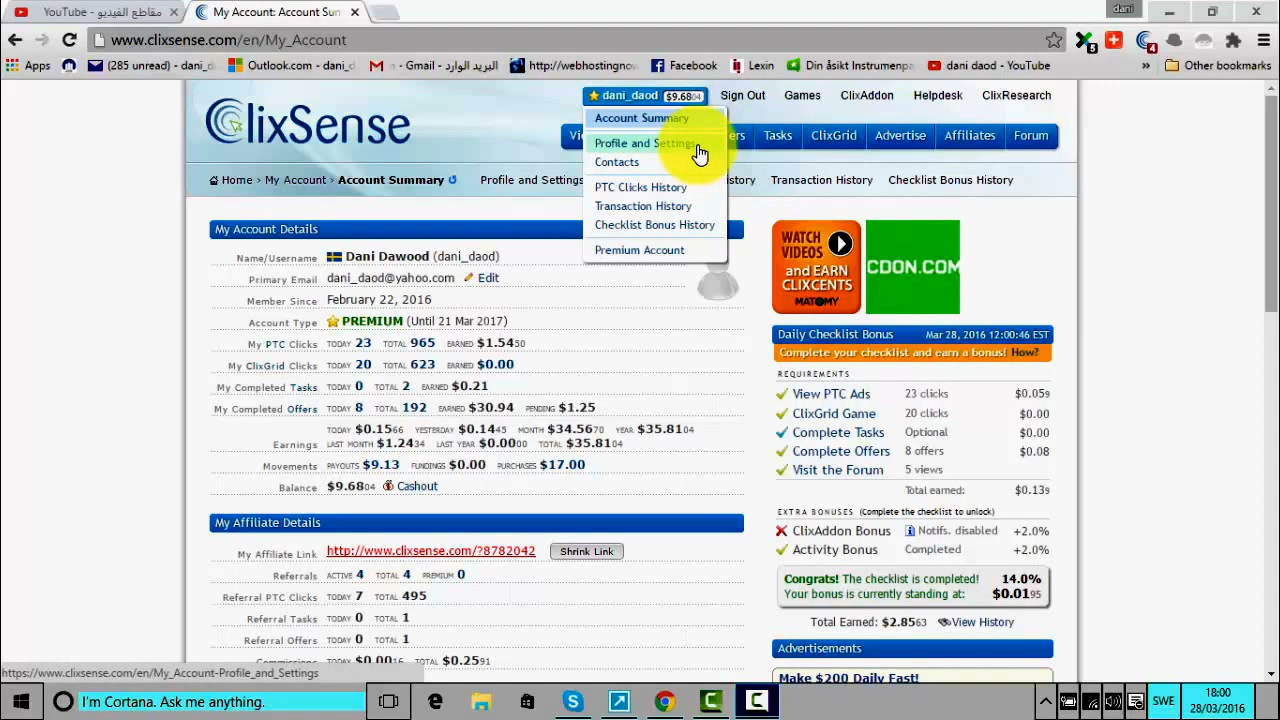 YouTube - مقاطع الفيديو
My Account: Account Sun
dani
www.clixsense.com/en/My_Account
5
4
Apps
(285 unread) - dani_d
Outlook.com - dani_d
البريد الوارد - Gmail - m
http://webhostingnow
Facebook
Lexin
Din åsikt Instrumenpa
dani daod - YouTube
»
Other bookmarks
ClixSense
dani_daod $9.6804
Sign Out
Games
ClixAddon
Helpdesk
ClixResearch
Account Summary
Profile and Settings
Contacts
PTC Clicks History
Transaction History
Checklist Bonus History
Premium Account
Vi
ers
Tasks
ClixGrid
Advertise
Affiliates
Forum
Home › My Account › Account Summary
Profile and Settings
istory
Transaction History
Checklist Bonus History
My Account Details
Name/Username Dani Dawood (dani_daod)
Primary Email dani_daod@yahoo.com Edit
Member Since February 22, 2016
Account Type PREMIUM (Until 21 Mar 2017)
My PTC Clicks TODAY 23 TOTAL 965 EARNED $1.5450
My ClixGrid Clicks TODAY 20 TOTAL 623 EARNED $0.00
My Completed Tasks TODAY 0 TOTAL 2 EARNED $0.21
My Completed Offers TODAY 8 TOTAL 192 EARNED $30.94 PENDING $1.25
TODAY $0.1566 YESTERDAY $0.1445 MONTH $34.5670 YEAR $35.8104
Earnings LAST MONTH $1.2434 LAST YEAR $0.0000 TOTAL $35.8104
Movements PAYOUTS $9.13 FUNDINGS $0.00 PURCHASES $17.00
Balance $9.6804 Cashout
My Affiliate Details
My Affiliate Link http://www.clixsense.com/?8782042 Shrink Link
Referrals ACTIVE 4 TOTAL 4 PREMIUM 0
Referral PTC Clicks TODAY 7 TOTAL 495
Referral Tasks TODAY 0 TOTAL 1
Referral Offers TODAY 0 TOTAL 1
Commissions TODAY $0.0016 TOTAL $0.2591
WATCH
VIDEOS
and EARN
CLIXCENTS
MATOMY
CDON.COM
Daily Checklist Bonus Mar 28, 2016 12:00:46 EST
Complete your checklist and earn a bonus! How?
REQUIREMENTS
View PTC Ads 23 clicks $0.059
ClixGrid Game 20 clicks $0.00
Complete Tasks Optional $0.00
Complete Offers 8 offers $0.08
Visit the Forum 5 views
Total earned: $0.139
EXTRA BONUSES (Complete the checklist to unlock)
ClixAddon Bonus Notifs. disabled +2.0%
Activity Bonus Completed +2.0%
Congrats! The checklist is completed! 14.0%
Your bonus is currently standing at: $0.0195
Total Earned: $2.8563 View History
Advertisements
Make $200 Daily Fast!
https://www.clixsense.com/en/My_Account-Profile_and_Settings
I'm Cortana. Ask me anything.
SWE
18:00
28/03/2016